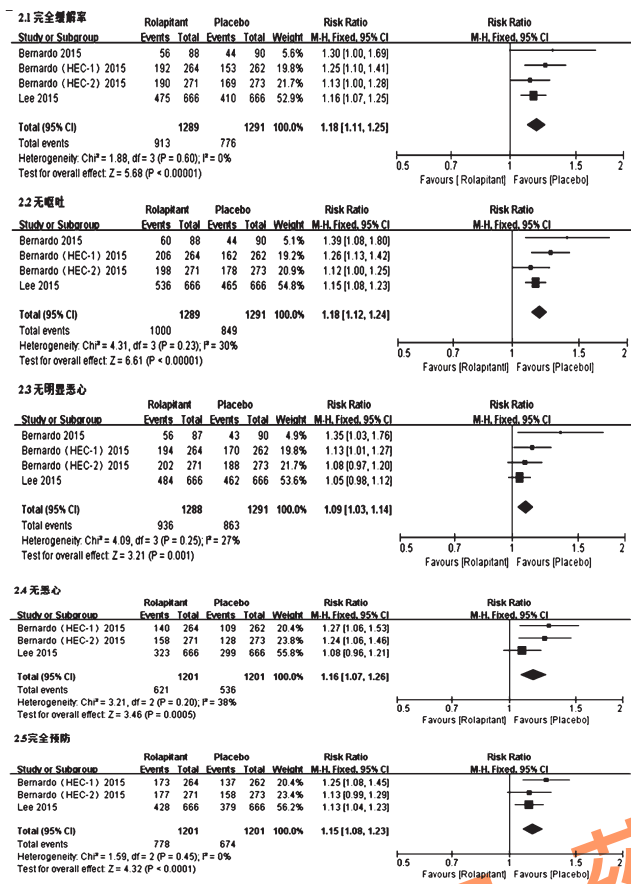 2.1 完全缓解率
Rolapitant Placebo Risk Ratio Risk Ratio
Study or Subgroup Events Total Events Total Weight M-H, Fixed, 95% CI M-H, Fixed, 95% CI
Bernardo 2015 56 88 44 90 5.6% 1.30 [1.00, 1.69]
Bernardo (HEC-1) 2015 192 264 153 262 19.8% 1.25 [1.10, 1.41]
Bernardo (HEC-2) 2015 190 271 169 273 21.7% 1.13 [1.00, 1.28]
Lee 2015 475 666 410 666 52.9% 1.16 [1.07, 1.25]
Total (95% CI) 1289 1291 100.0% 1.18 [1.11, 1.25]
Total events 913 776
Heterogeneity: Chi² = 1.88, df = 3 (P = 0.60); I² = 0%
Test for overall effect: Z = 5.68 (P < 0.00001)
0.5 0.7 1 1.5 2
Favours [ Rolapitant] Favours [Placebo]
2.2 无呕吐
Rolapitant Placebo Risk Ratio Risk Ratio
Study or Subgroup Events Total Events Total Weight M-H, Fixed, 95% CI M-H, Fixed, 95% CI
Bernardo 2015 60 88 44 90 5.1% 1.39 [1.08, 1.80]
Bernardo (HEC-1) 2015 206 264 162 262 19.2% 1.26 [1.13, 1.42]
Bernardo (HEC-2) 2015 198 271 178 273 20.9% 1.12 [1.00, 1.25]
Lee 2015 536 666 465 666 54.8% 1.15 [1.08, 1.23]
Total (95% CI) 1289 1291 100.0% 1.18 [1.12, 1.24]
Total events 1000 849
Heterogeneity: Chi² = 4.31, df = 3 (P = 0.23); I² = 30%
Test for overall effect: Z = 6.61 (P < 0.00001)
0.5 0.7 1 1.5 2
Favours [Rolapitant] Favours [Placebo]
2.3 无明显恶心
Rolapitant Placebo Risk Ratio Risk Ratio
Study or Subgroup Events Total Events Total Weight M-H, Fixed, 95% CI M-H, Fixed, 95% CI
Bernardo 2015 56 87 43 90 4.9% 1.35 [1.03, 1.76]
Bernardo (HEC-1) 2015 194 264 170 262 19.8% 1.13 [1.01, 1.27]
Bernardo (HEC-2) 2015 202 271 188 273 21.7% 1.08 [0.97, 1.20]
Lee 2015 484 666 462 666 53.6% 1.05 [0.98, 1.12]
Total (95% CI) 1288 1291 100.0% 1.09 [1.03, 1.14]
Total events 936 863
Heterogeneity: Chi² = 4.09, df = 3 (P = 0.25); I² = 27%
Test for overall effect: Z = 3.21 (P = 0.001)
0.5 0.7 1 1.5 2
Favours [Rolapitant] Favours [Placebo]
2.4 无恶心
Rolapitant Placebo Risk Ratio Risk Ratio
Study or Subgroup Events Total Events Total Weight M-H, Fixed, 95% CI M-H, Fixed, 95% CI
Bernardo (HEC-1) 2015 140 264 109 262 20.4% 1.27 [1.06, 1.53]
Bernardo (HEC-2) 2015 158 271 128 273 23.8% 1.24 [1.06, 1.46]
Lee 2015 323 666 299 666 55.8% 1.08 [0.96, 1.21]
Total (95% CI) 1201 1201 100.0% 1.16 [1.07, 1.26]
Total events 621 536
Heterogeneity: Chi² = 3.21, df = 2 (P = 0.20); I² = 38%
Test for overall effect: Z = 3.46 (P = 0.0005)
0.5 0.7 1 1.5 2
Favours [Rolapitant] Favours [Placebo]
2.5完全预防
Rolapitant Placebo Risk Ratio Risk Ratio
Study or Subgroup Events Total Events Total Weight M-H, Fixed, 95% CI M-H, Fixed, 95% CI
Bernardo (HEC-1) 2015 173 264 137 262 20.4% 1.25 [1.08, 1.45]
Bernardo (HEC-2) 2015 177 271 158 273 23.4% 1.13 [0.99, 1.29]
Lee 2015 428 666 379 666 56.2% 1.13 [1.04, 1.23]
Total (95% CI) 1201 1201 100.0% 1.15 [1.08, 1.23]
Total events 778 674
Heterogeneity: Chi² = 1.59, df = 2 (P = 0.45); I² = 0%
Test for overall effect: Z = 4.32 (P < 0.0001)
0.5 0.7 1 1.5 2
Favours [Rolapitant] Favours [Placebo]